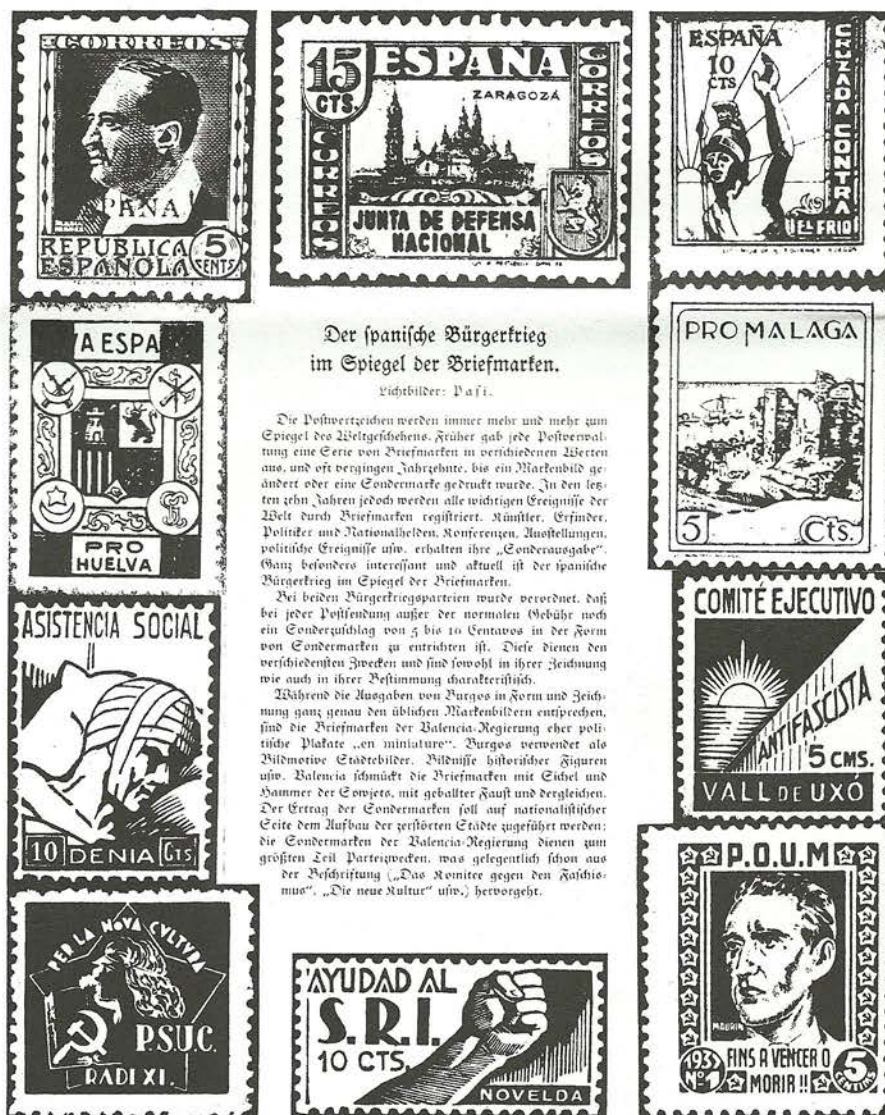 CORREOS
PAÑA
REPUBLICA
ESPAÑOLA
5
CENTS
15
CTS.
ESPAÑA
ZARAGOZÁ
CORREOS
CORREOS
JUNTA DE DEFENSA
NACIONAL
ESPAÑA
10
CTS
CRUZADA CONTRA
EL FRIO
VA ESPA
PRO
HUELVA
Der spanische Bürgerkrieg
im Spiegel der Briefmarken.
Lichtbilder: Pasi.
Die Postwertzeichen werden immer mehr und mehr zum
Spiegel des Weltgeschehens. Früher gab jede Postverwal-
tung eine Serie von Briefmarken in verschiedenen Werten
aus, und oft vergingen Jahrzehnte, bis ein Markenbild ge-
ändert oder eine Sondermarke gedruckt wurde. In den letz-
ten zehn Jahren jedoch werden alle wichtigen Ereignisse der
Welt durch Briefmarken registriert. Künstler, Erfinder,
Politiker und Nationalhelden, Konferenzen, Ausstellungen,
politische Ereignisse usw. erhalten ihre „Sonderausgabe“.
Ganz besonders interessant und aktuell ist der spanische
Bürgerkrieg im Spiegel der Briefmarken.
Bei beiden Bürgerkriegsparteien wurde verordnet, daß
bei jeder Postsendung außer der normalen Gebühr noch
ein Sonderzuschlag von 5 bis 10 Centavos in der Form
von Sondermarken zu entrichten ist. Diese dienen den
verschiedensten Zwecken und sind sowohl in ihrer Zeichnung
wie auch in ihrer Bestimmung charakteristisch.
Während die Ausgaben von Burgos in Form und Zeich-
nung ganz genau den üblichen Markenbildern entsprechen,
sind die Briefmarken der Valencia-Regierung eher poli-
tische Plakate „en miniature“. Burgos verwendet als
Bildmotive Städtebilder, Bildnisse historischer Figuren
usw. Valencia schmückt die Briefmarken mit Sichel und
Hammer der Sowjets, mit geballter Faust und dergleichen.
Der Ertrag der Sondermarken soll auf nationalistischer
Seite dem Aufbau der zerstörten Städte zugeführt werden;
die Sondermarken der Valencia-Regierung dienen zum
größten Teil Parteizwecken, was gelegentlich schon aus
der Beschriftung („Das Komitee gegen den Faschis-
mus“, „Die neue Kultur“ usw.) hervorgeht.
PRO MALAGA
5 Cts.
ASISTENCIA SOCIAL
10 DENIA Cts
COMITÉ EJECUTIVO
ANTIFASCISTA
5 CMS.
VALL DE UXÓ
PER LA NOVA CVLTVRA
P.S.U.C.
RADI XI.
AYUDAD AL
S.R.I.
10 CTS.
NOVELDA
P.O.U.M
MAURIN
193
Nº1
FINS A VENCER O
MORIR !!
5
CENTIMS